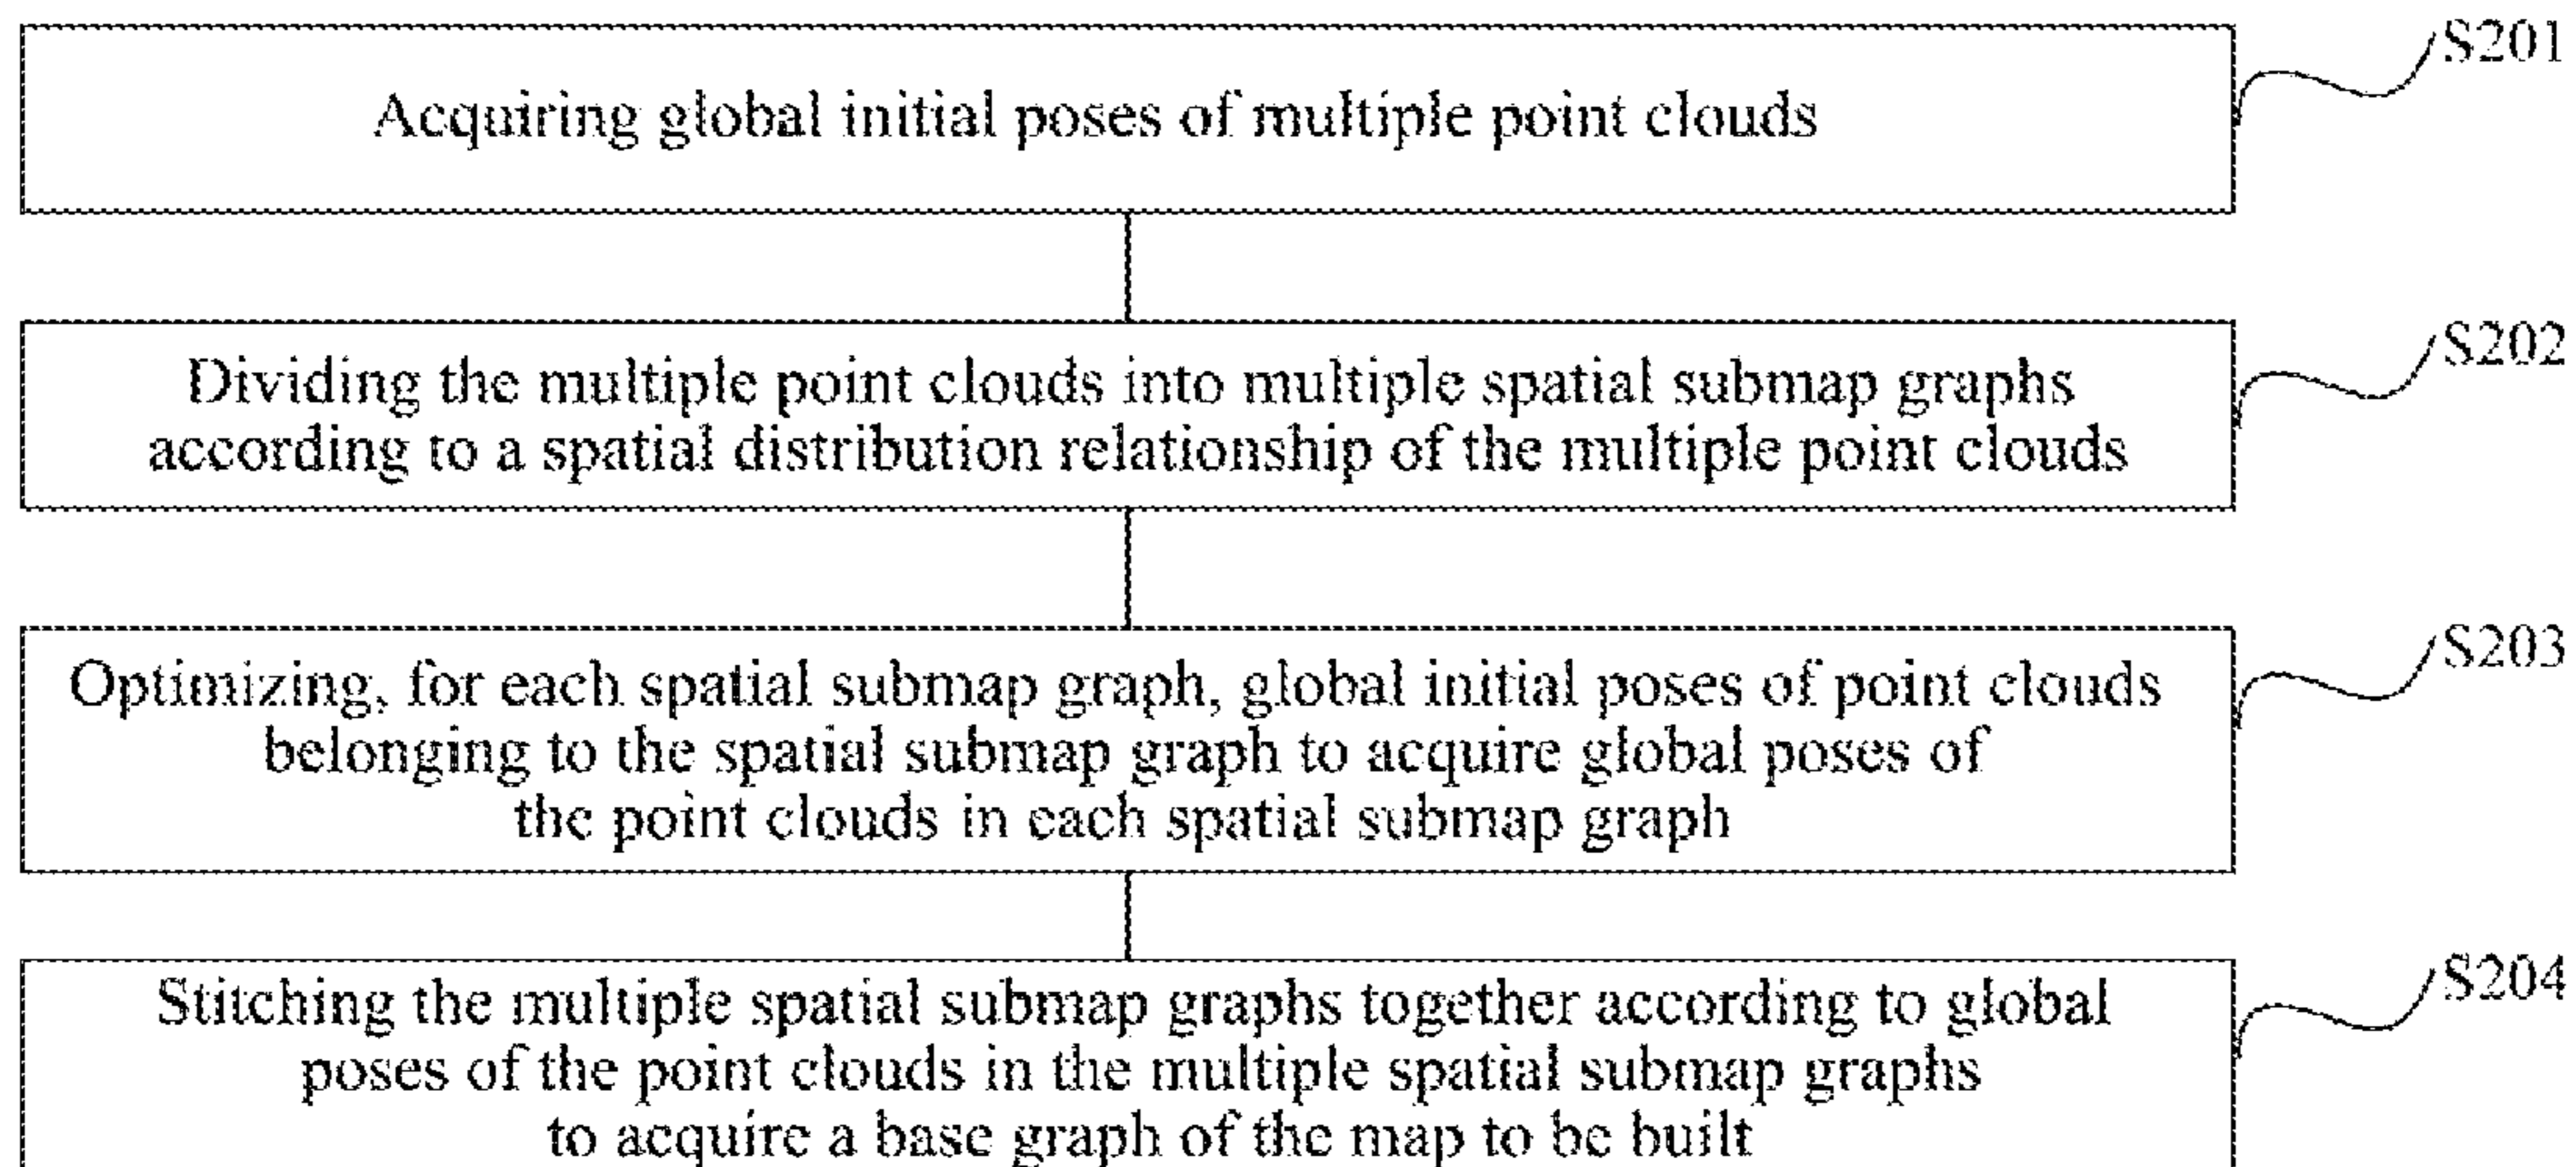 Acquiring global initial poses of multiple point clouds
S201
Dividing the multiple point clouds into multiple spatial submap graphs
according to a spatial distribution relationship of the multiple point clouds
S202
Optimizing, for each spatial submap graph, global initial poses of point clouds
belonging to the spatial submap graph to acquire global poses of
the point clouds in each spatial submap graph
S203
Stitching the multiple spatial submap graphs together according to global
poses of the point clouds in the multiple spatial submap graphs
to acquire a base graph of the map to be built
S204